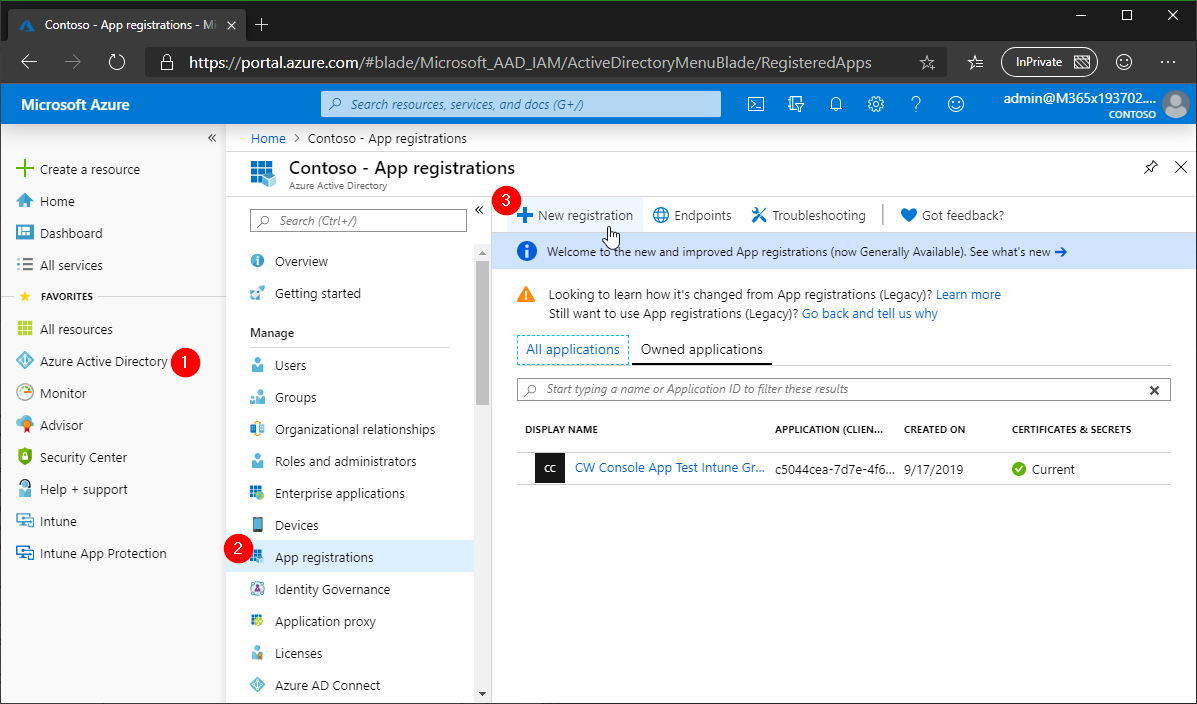 Contoso - App registrations - Mi
https://portal.azure.com/#blade/Microsoft_AAD_IAM/ActiveDirectoryMenuBlade/RegisteredApps
InPrivate
Microsoft Azure
Search resources, services, and docs (G+/)
admin@M365x193702....
CONTOSO
«
Create a resource
Home
Dashboard
All services
FAVORITES
All resources
Azure Active Directory
1
Monitor
Advisor
Security Center
Help + support
Intune
Intune App Protection
Home > Contoso - App registrations
Contoso - App registrations
Azure Active Directory
Search (Ctrl+/)
«
Overview
Getting started
Manage
Users
Groups
Organizational relationships
Roles and administrators
Enterprise applications
Devices
2
App registrations
Identity Governance
Application proxy
Licenses
Azure AD Connect
3
New registration
Endpoints
Troubleshooting
Got feedback?
Welcome to the new and improved App registrations (now Generally Available). See what's new →
Looking to learn how it's changed from App registrations (Legacy)? Learn more
Still want to use App registrations (Legacy)? Go back and tell us why
All applications
Owned applications
Start typing a name or Application ID to filter these results
DISPLAY NAME APPLICATION (CLIEN... CREATED ON CERTIFICATES & SECRETS
CC CW Console App Test Intune Gr... c5044cea-7d7e-4f6... 9/17/2019 Current